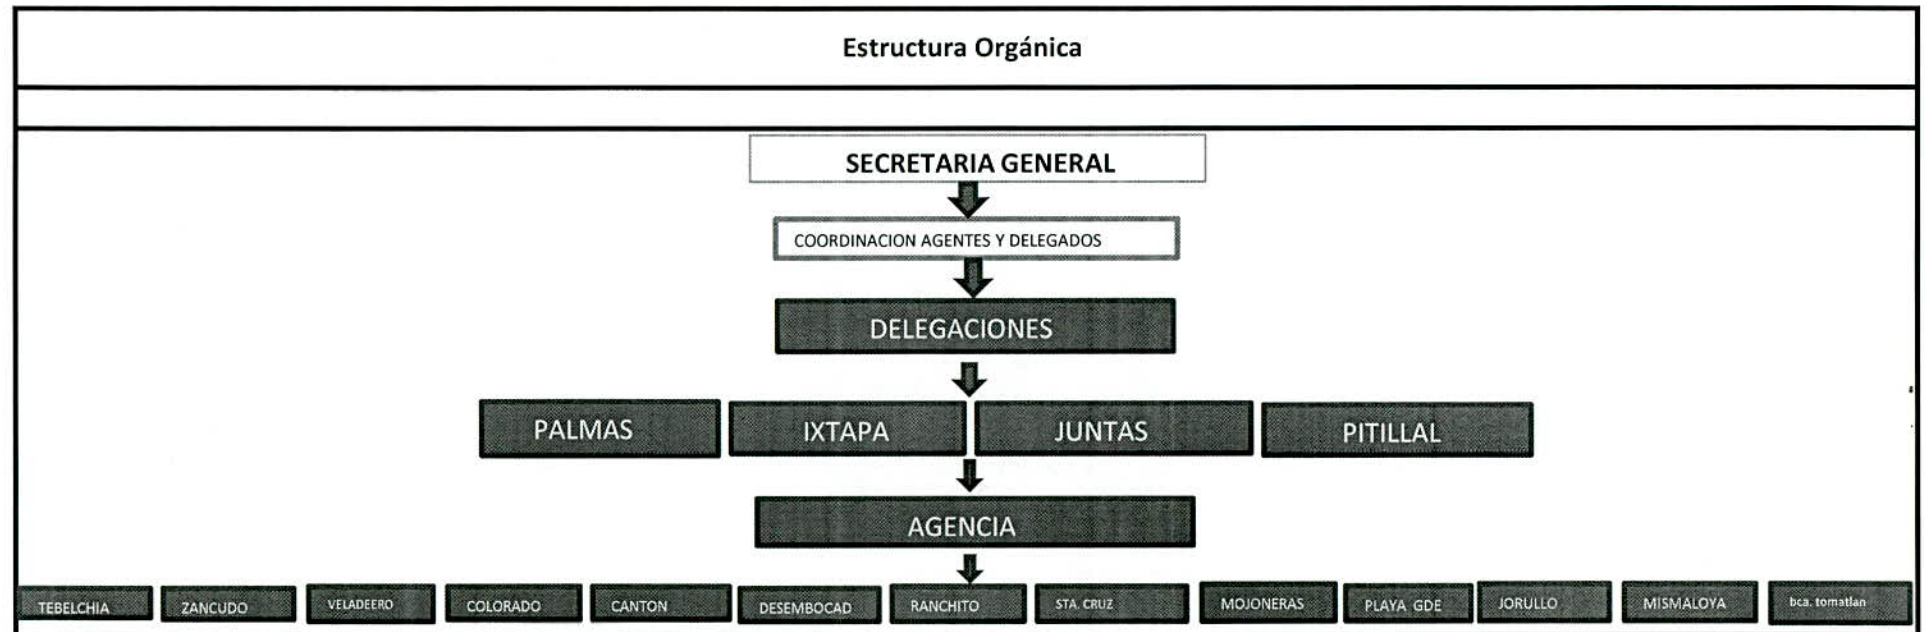 Estructura Orgánica
SECRETARIA GENERAL
COORDINACION AGENTES Y DELEGADOS
DELEGACIONES
PALMAS IXTAPA JUNTAS PITILLAL
AGENCIA
TEBELCHIA ZANCUDO VELADEERO COLORADO CANTON DESEMBOCAD RANCHITO STA. CRUZ MOJONERAS PLAYA GDE JORULLO MISMALOYA bca. tomatlan